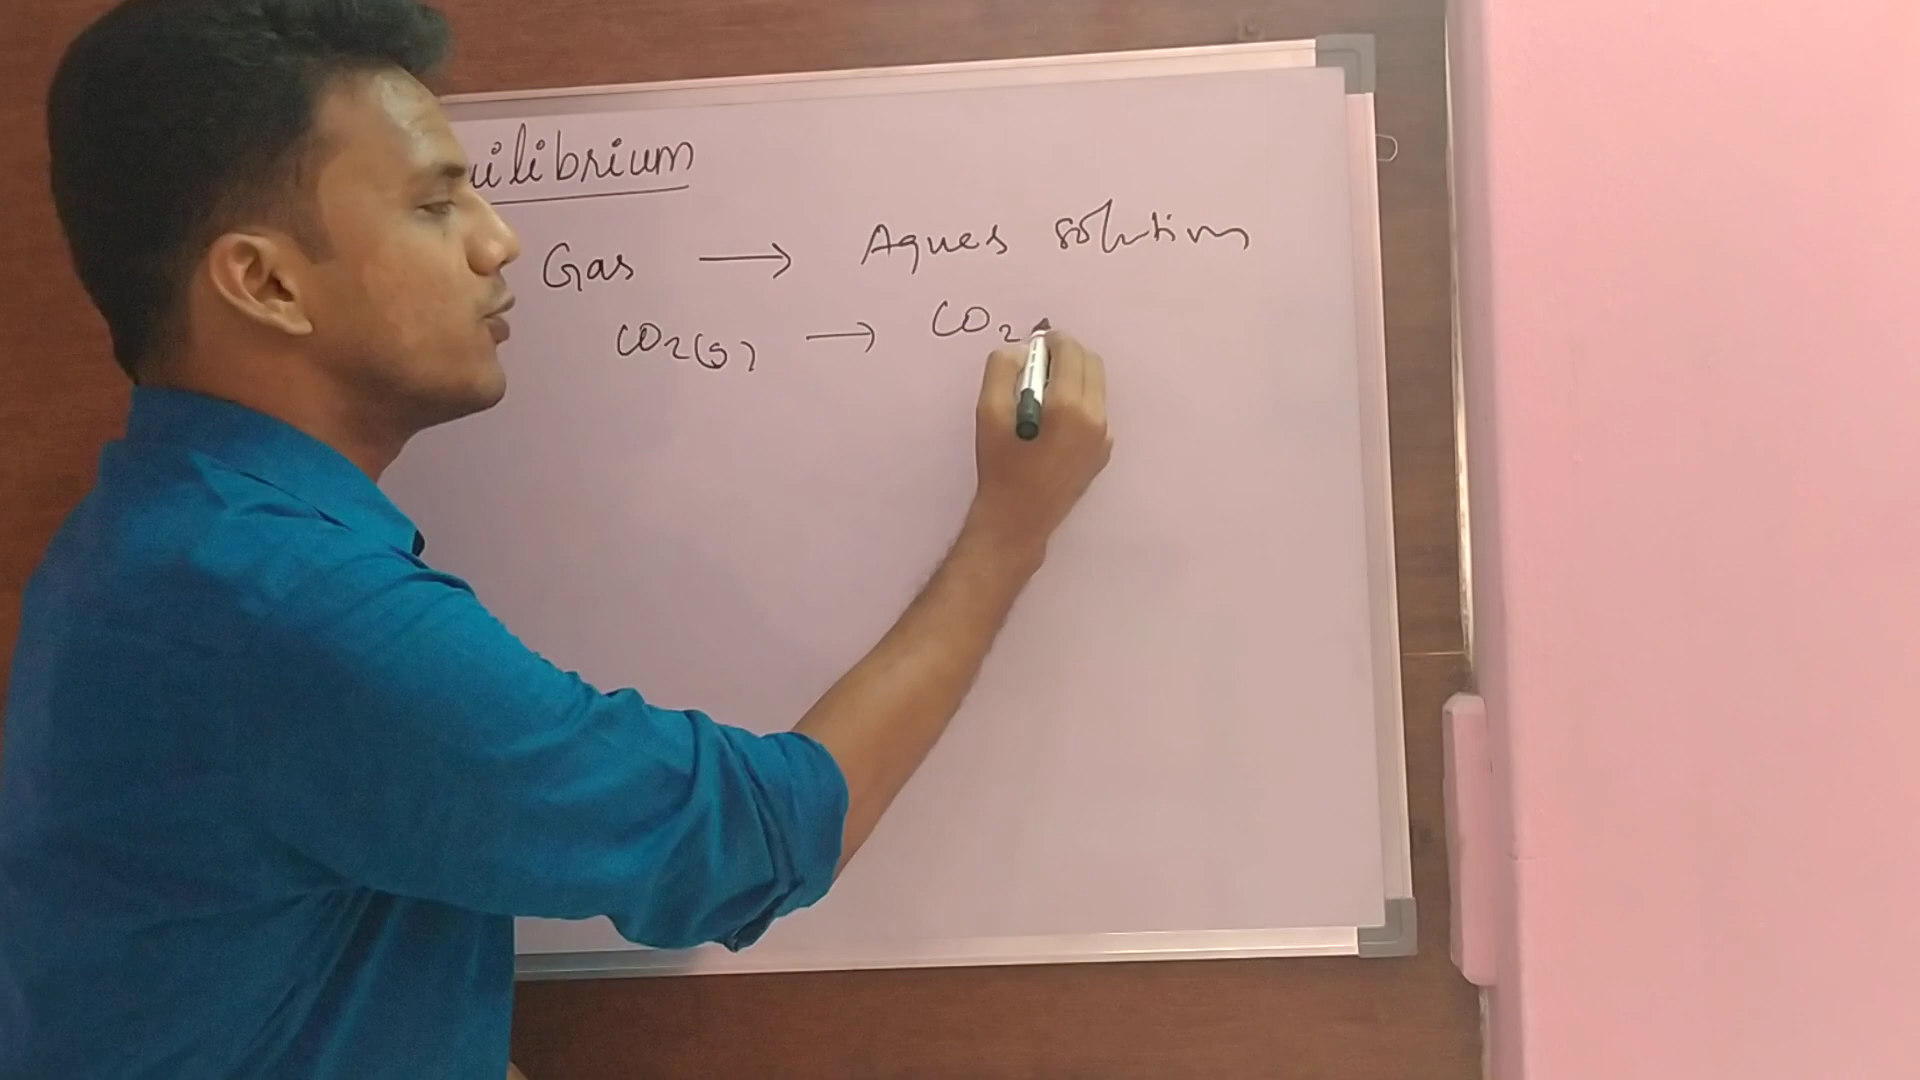 uilibrium
Gas → Aques solution
CO2(g) → CO2